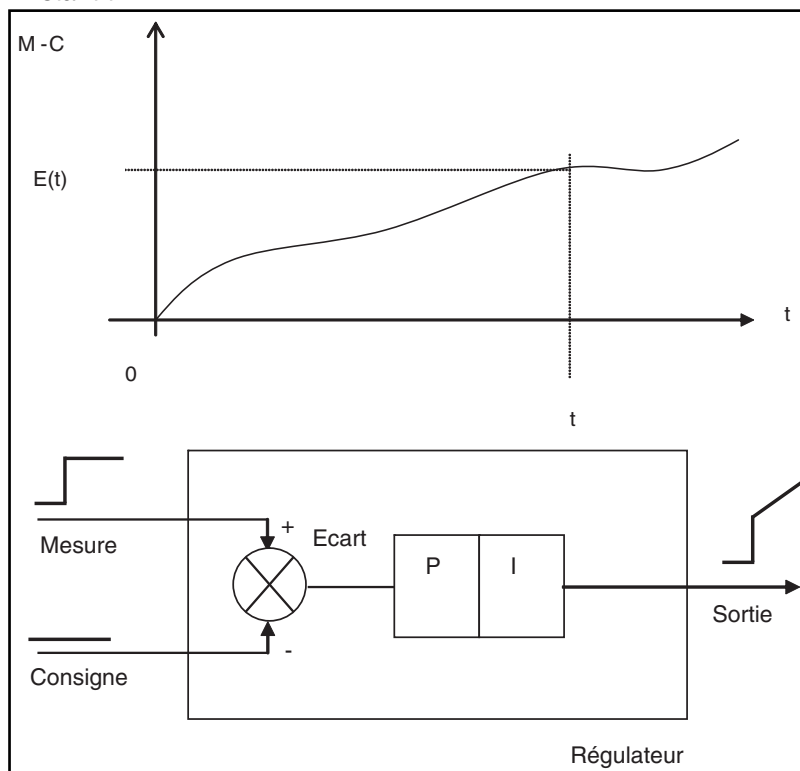 M - C
E(t)
t
0
t
+
Mesure
Ecart
P
I
Sortie
-
Consigne
Régulateur